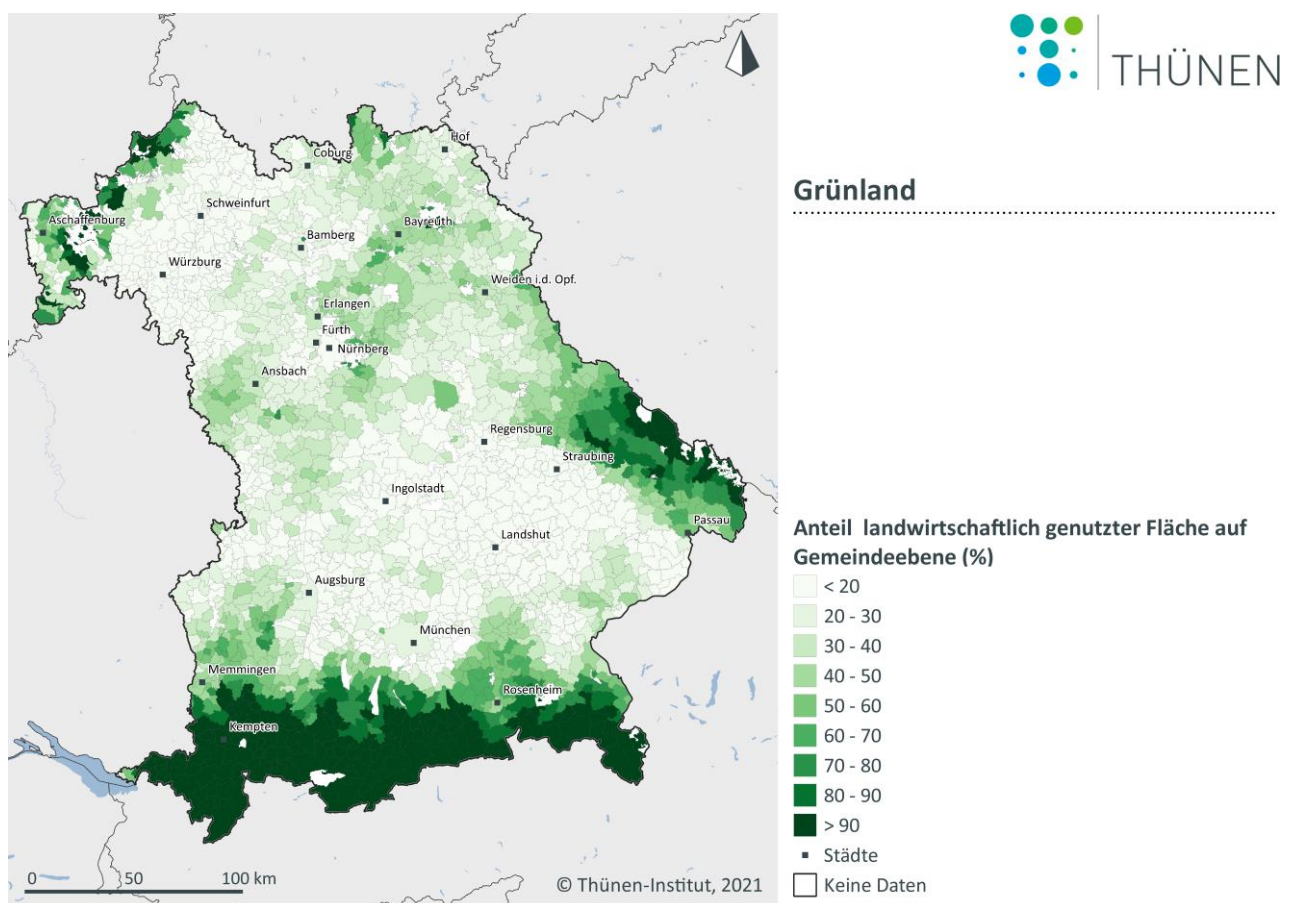 THÜNEN
Grünland
Hof
Coburg
Schweinfurt
Aschaffenburg
Bayreuth
Bamberg
Würzburg
Weiden i.d. Opf.
Erlangen
Fürth
Nürnberg
Ansbach
Regensburg
Straubing
Ingolstadt
Passau
Landshut
Augsburg
München
Memmingen
Rosenheim
Kempten
Anteil landwirtschaftlich genutzter Fläche auf
Gemeindeebene (%)
< 20
20 - 30
30 - 40
40 - 50
50 - 60
60 - 70
70 - 80
80 - 90
> 90
Städte
Keine Daten
0 50 100 km
© Thünen-Institut, 2021